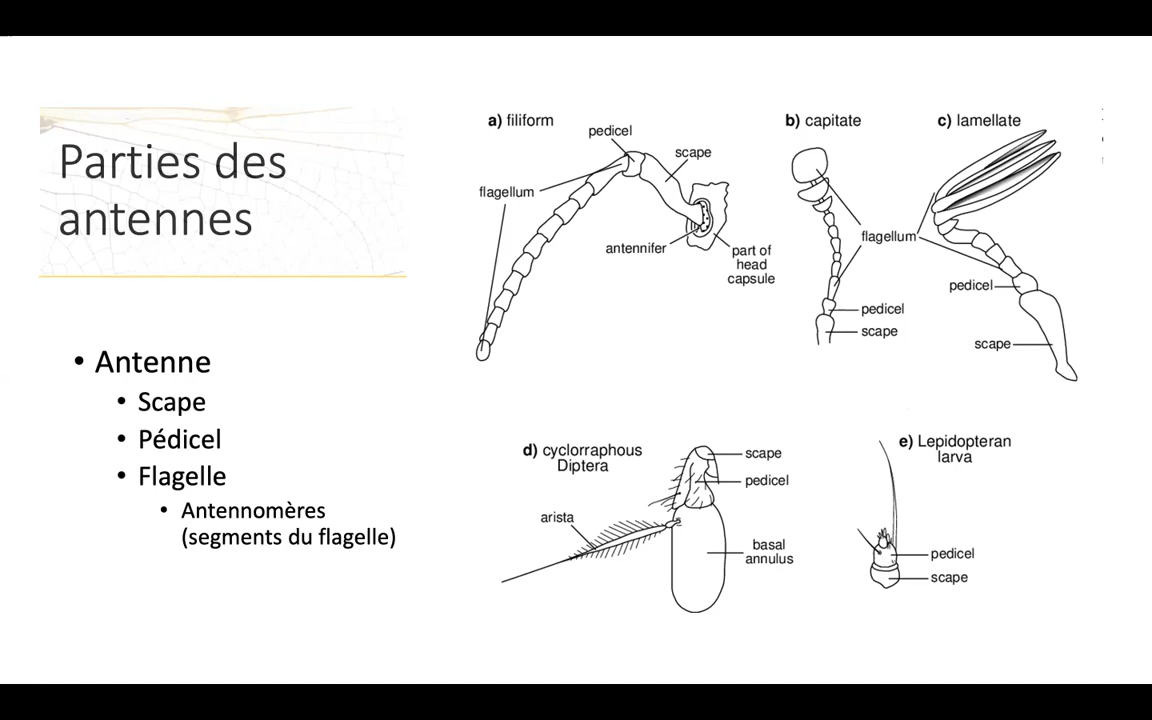 Parties des
antennes
• Antenne
• Scape
• Pédicel
• Flagelle
• Antennomères
(segments du flagelle)
a) filiform
pedicel
scape
flagellum
antennifer
part of
head
capsule
b) capitate
flagellum
pedicel
scape
c) lamellate
pedicel
scape
d) cyclorraphous
Diptera
scape
pedicel
arista
basal
annulus
e) Lepidopteran
larva
pedicel
scape